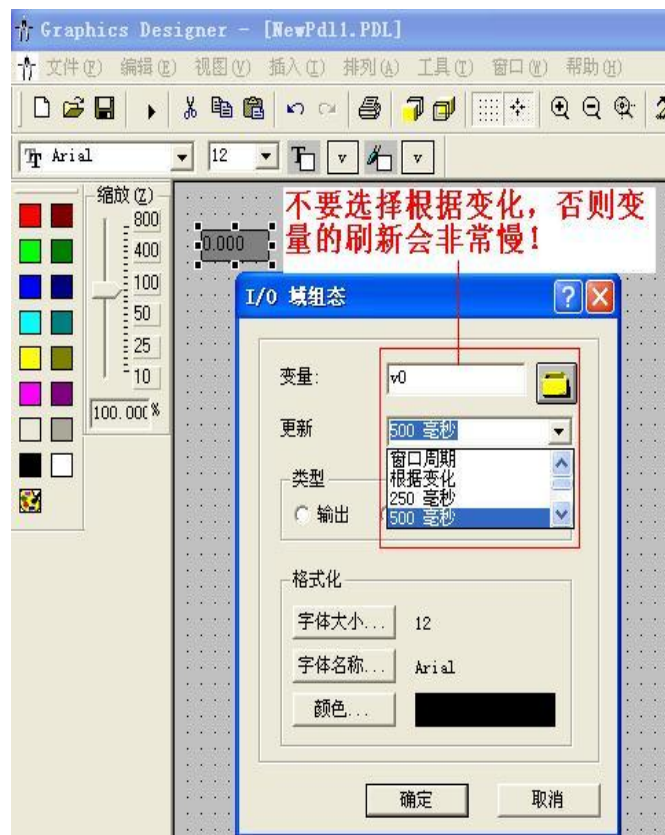 Graphics Designer - [NewPdl1.PDL]
文件(F) 编辑(E) 视图(V) 插入(I) 排列(A) 工具(T) 窗口(W) 帮助(H)
Arial 12
缩放(Z)
800
400
100
50
25
10
100.000%
0.000
不要选择根据变化，否则变
量的刷新会非常慢！
I/O 域组态
变量: v0
更新 500 毫秒
窗口周期
根据变化
250 毫秒
500 毫秒
类型
输出
格式化
字体大小... 12
字体名称... Arial
颜色...
确定 取消